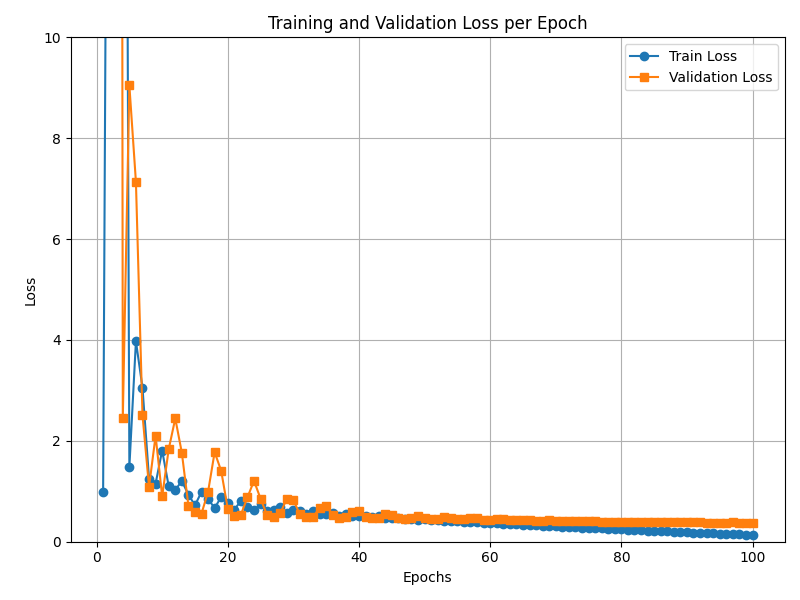 Training and Validation Loss per Epoch
Train Loss
Validation Loss
Loss
10
8
6
4
2
0
0 20 40 60 80 100
Epochs